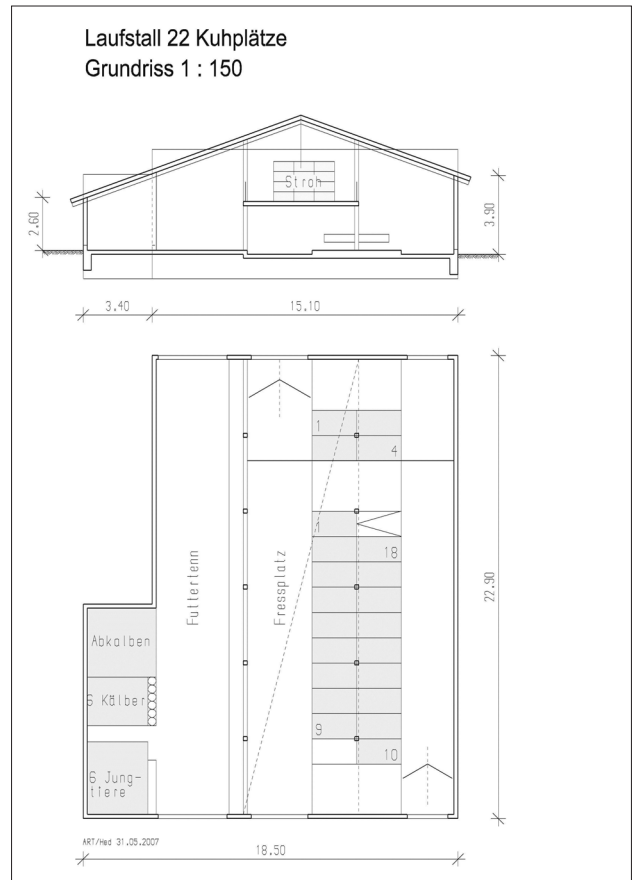 Laufstall 22 Kuhplätze
Grundriss 1 : 150
Stroh
2.60
3.90
3.40
15.10
1
4
1
18
Futtertenn
Fressplatz
22.90
Abkalben
6 Kälber
9
10
6 Jung-
tiere
ART/Hed 31.05.2007
18.50